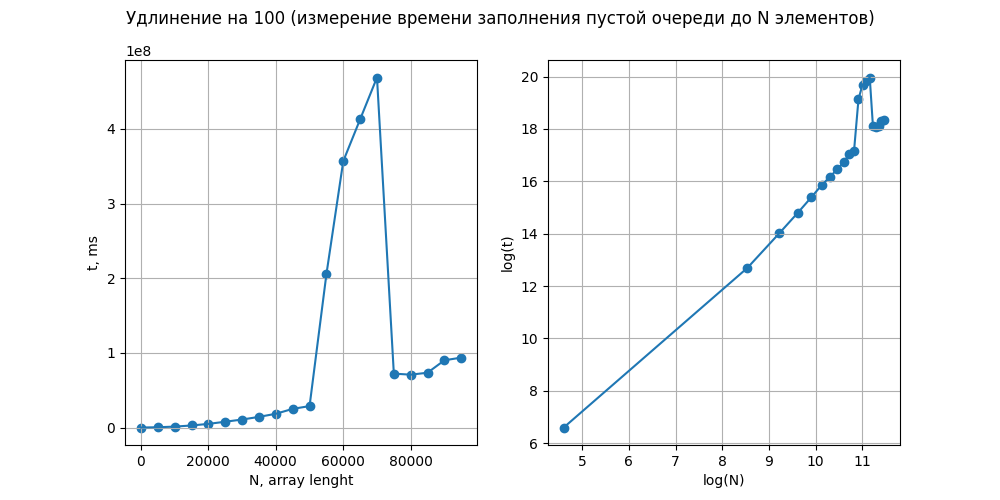 Удлинение на 100 (измерение времени заполнения пустой очереди до N элементов)
1e8
4
3
2
1
0
t, ms
0 20000 40000 60000 80000
N, array lenght
20
18
16
14
12
10
8
6
log(t)
5 6 7 8 9 10 11
log(N)